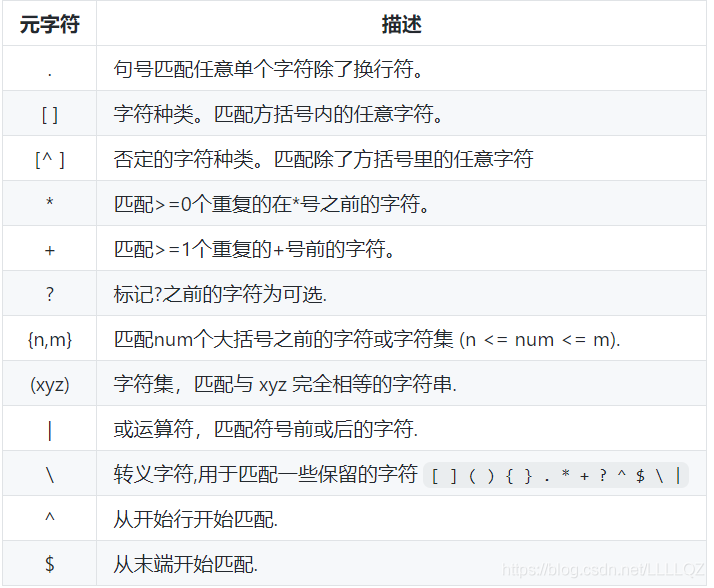 元字符 描述
. 句号匹配任意单个字符除了换行符。
[ ] 字符种类。匹配方括号内的任意字符。
[^ ] 否定的字符种类。匹配除了方括号里的任意字符
* 匹配>=0个重复的在*号之前的字符。
+ 匹配>=1个重复的+号前的字符。
? 标记?之前的字符为可选.
{n,m} 匹配num个大括号之前的字符或字符集 (n <= num <= m).
(xyz) 字符集，匹配与 xyz 完全相等的字符串.
| 或运算符，匹配符号前或后的字符.
\ 转义字符,用于匹配一些保留的字符 [ ] ( ) { } . * + ? ^ $ \ |
^ 从开始行开始匹配.
$ 从末端开始匹配.
https://blog.csdn.net/LLLLQZ